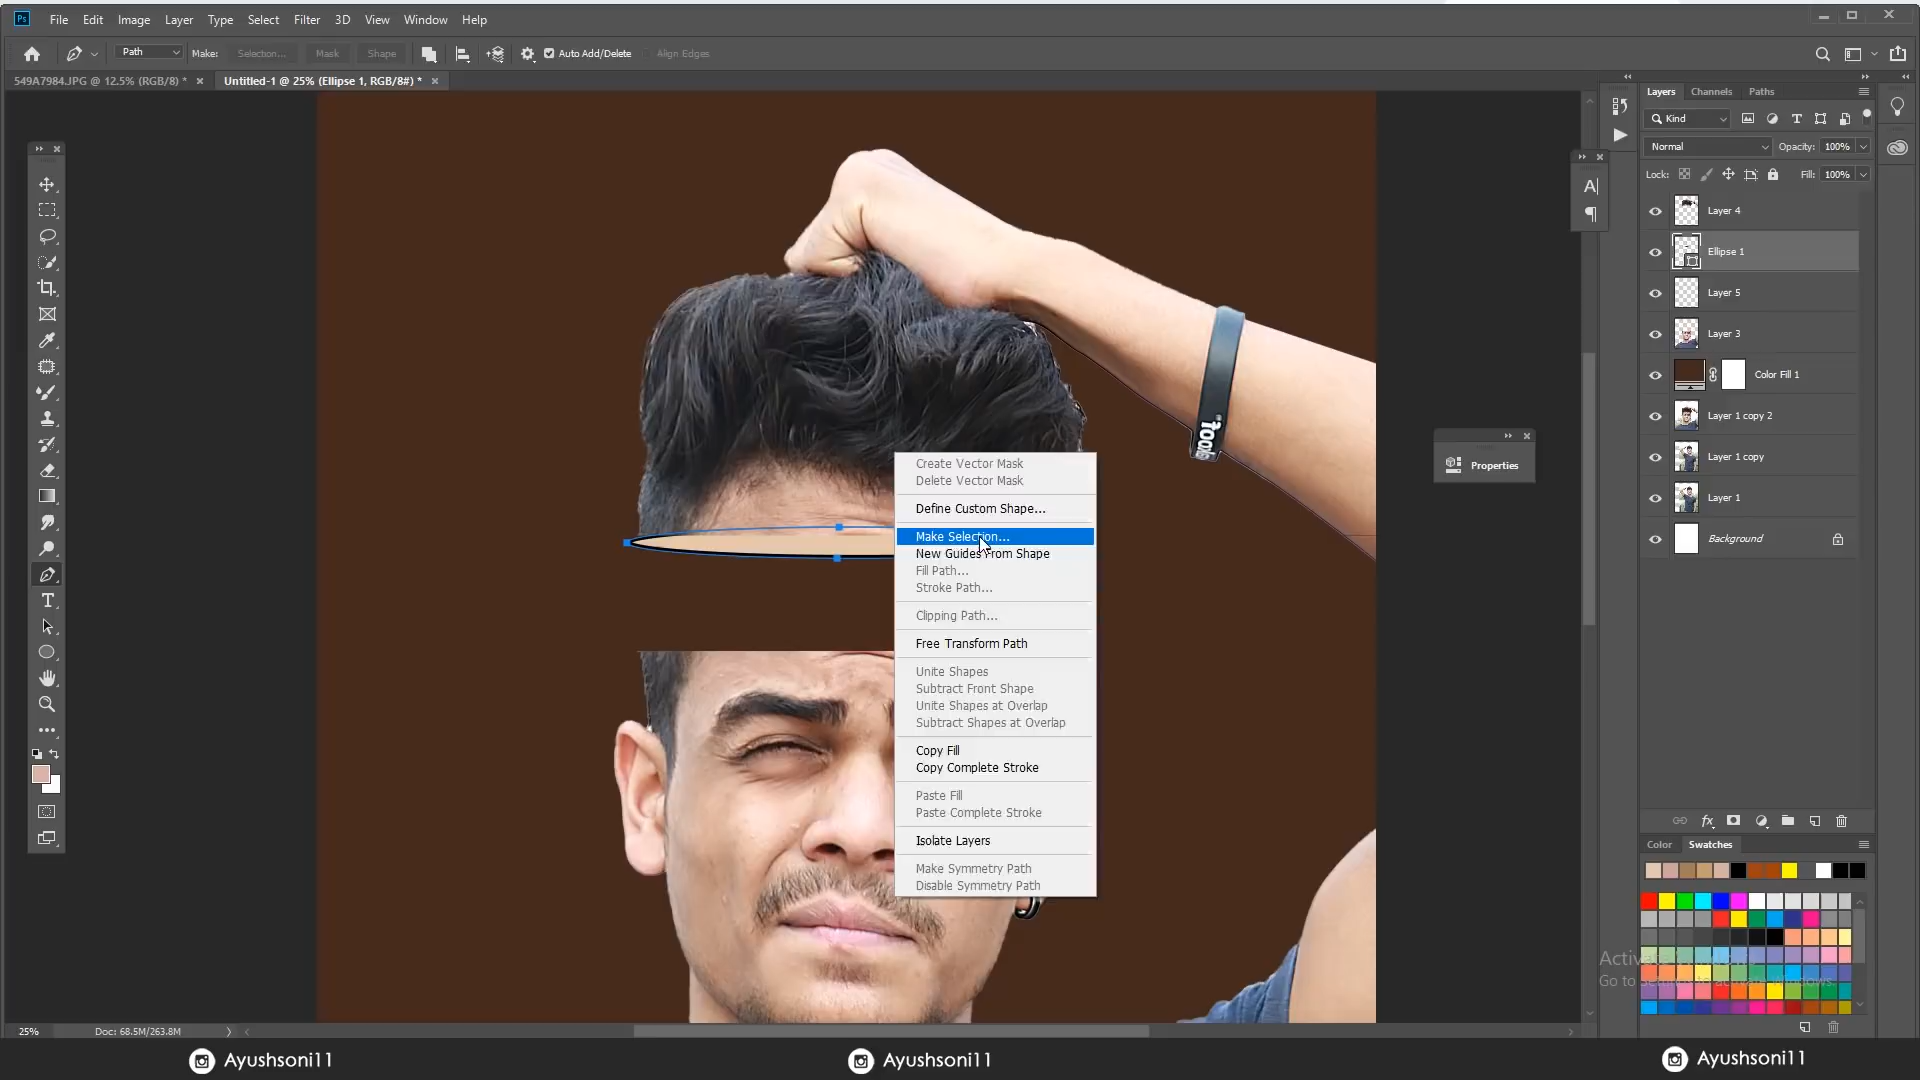 Ps File Edit Image Layer Type Select Filter 3D View Window Help
Path Make: Selection... Mask Shape Auto Add/Delete Align Edges
549A7984.JPG @ 12.5% (RGB/8) * Untitled-1 @ 25% (Ellipse 1, RGB/8#) *
Layers Channels Paths
Kind
Normal Opacity: 100%
Lock: Fill: 100%
Layer 4
Ellipse 1
Layer 5
Layer 3
Color Fill 1
Layer 1 copy 2
Layer 1 copy
Layer 1
Background
Properties
Create Vector Mask
Delete Vector Mask
Define Custom Shape...
Make Selection...
New Guides From Shape
Fill Path...
Stroke Path...
Clipping Path...
Free Transform Path
Unite Shapes
Subtract Front Shape
Unite Shapes at Overlap
Subtract Shapes at Overlap
Copy Fill
Copy Complete Stroke
Paste Fill
Paste Complete Stroke
Isolate Layers
Make Symmetry Path
Disable Symmetry Path
Color Swatches
25% Doc: 68.5M/263.8M
Ayushsoni11 Ayushsoni11 Ayushsoni11